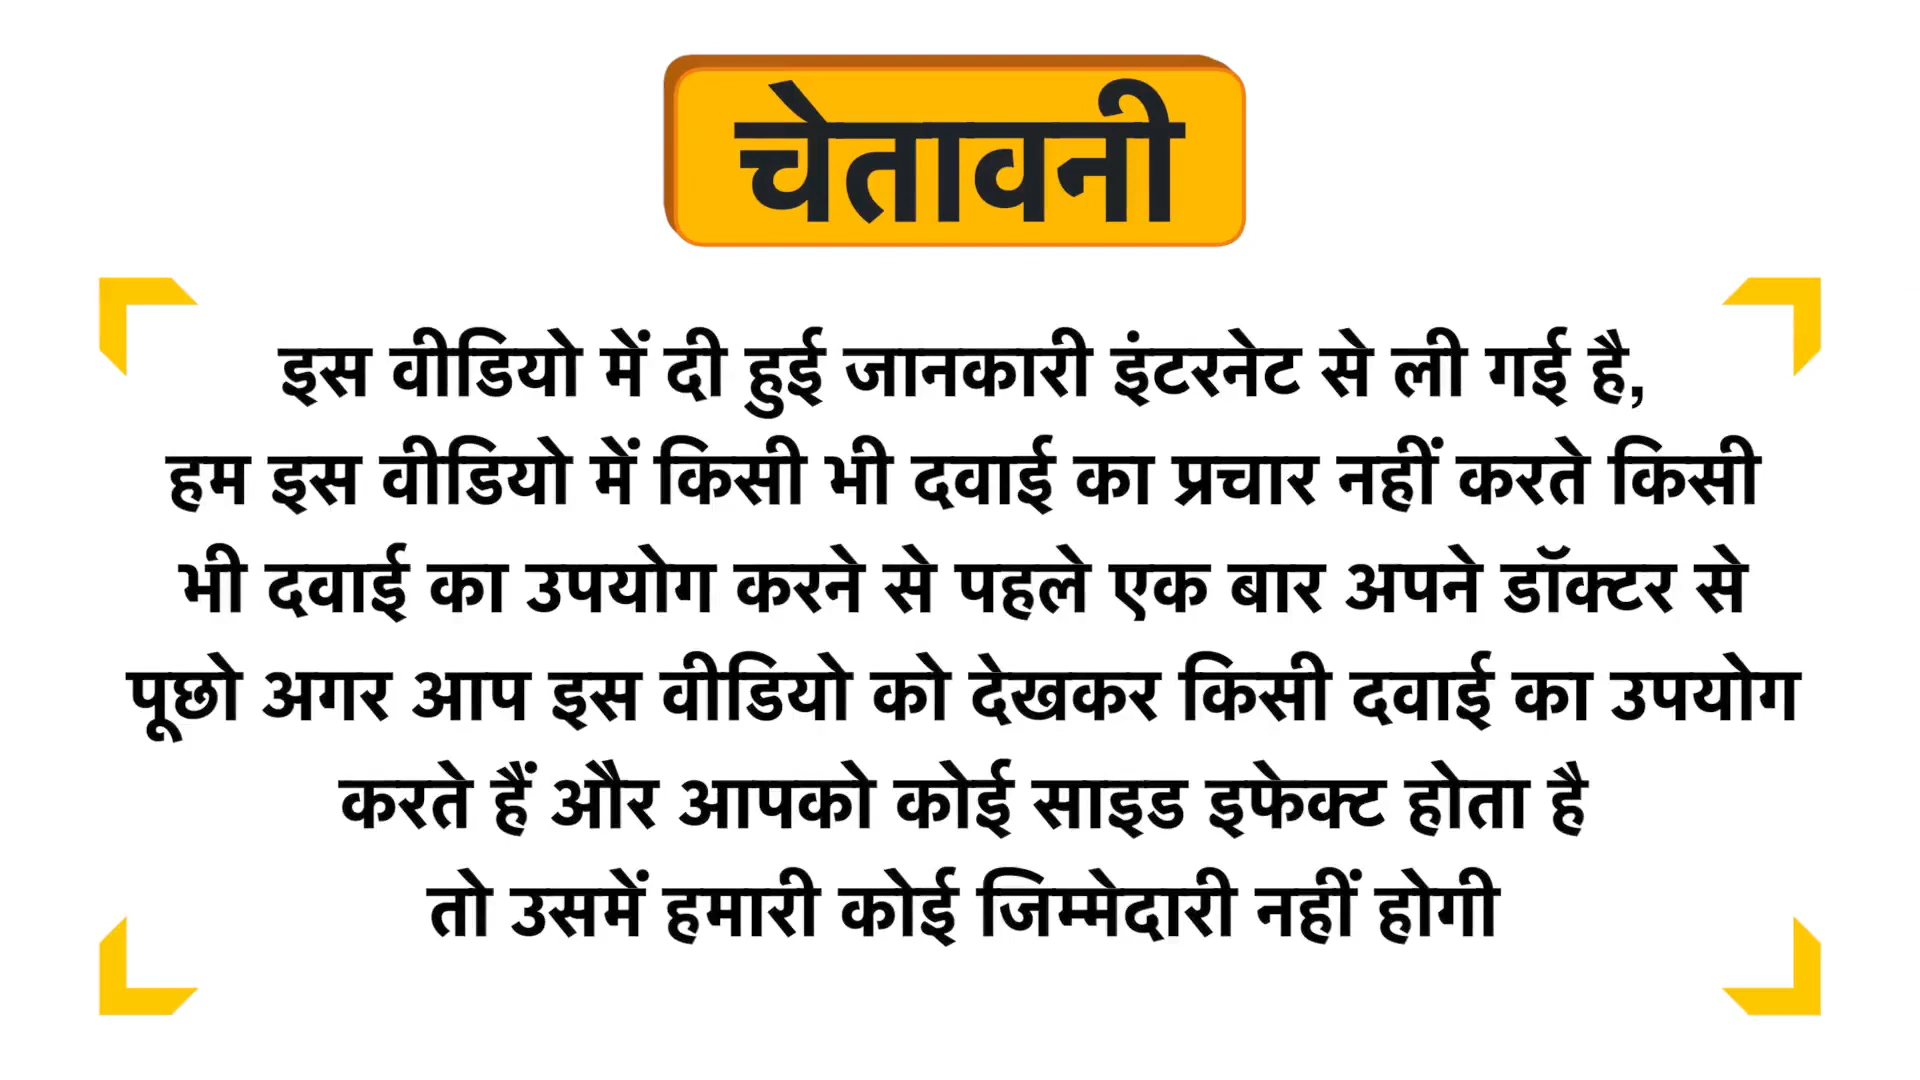 चेतावनी
इस वीडियो में दी हुई जानकारी इंटरनेट से ली गई है,
हम इस वीडियो में किसी भी दवाई का प्रचार नहीं करते किसी
भी दवाई का उपयोग करने से पहले एक बार अपने डॉक्टर से
पूछो अगर आप इस वीडियो को देखकर किसी दवाई का उपयोग
करते हैं और आपको कोई साइड इफेक्ट होता है
तो उसमें हमारी कोई जिम्मेदारी नहीं होगी